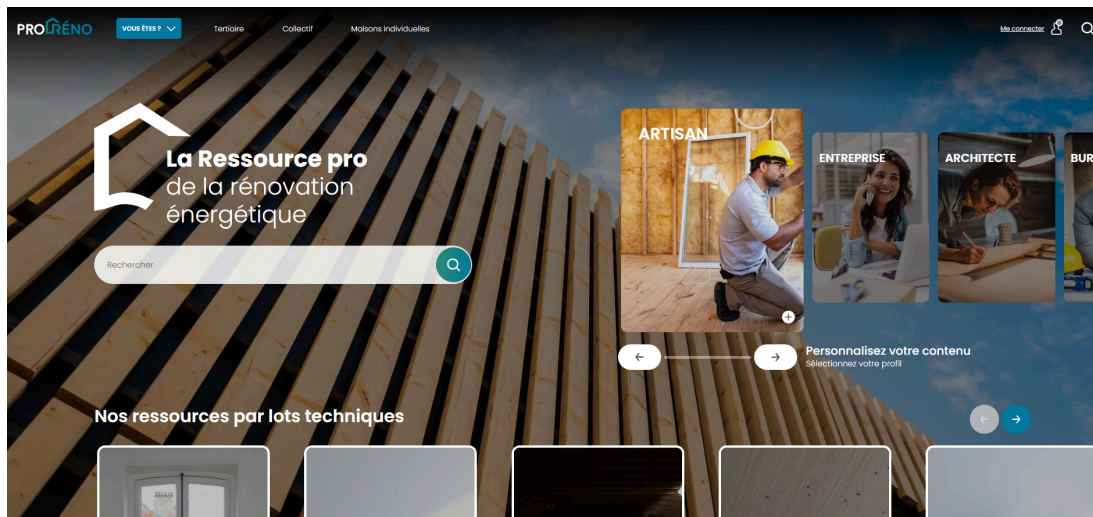 PRORÉNO
VOUS ÊTES ?
Tertiaire
Collectif
Maisons individuelles
Me connecter
La Ressource pro
de la rénovation
énergétique
Rechercher
ARTISAN
ENTREPRISE
ARCHITECTE
BUR
Personnalisez votre contenu
Sélectionnez votre profil
Nos ressources par lots techniques